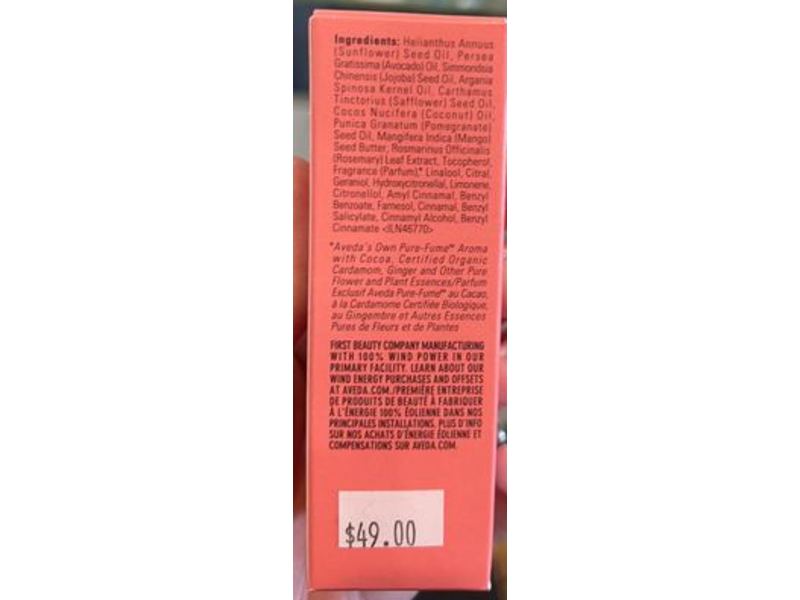 Ingredients: Helianthus Annuus
(Sunflower) Seed Oil, Persea
Gratissima (Avocado) Oil, Simmondsia
Chinensis (Jojoba) Seed Oil, Argania
Spinosa Kernel Oil, Carthamus
Tinctorius (Safflower) Seed Oil,
Cocos Nucifera (Coconut) Oil,
Punica Granatum (Pomegranate)
Seed Oil, Mangifera Indica (Mango)
Seed Butter, Rosmarinus Officinalis
(Rosemary) Leaf Extract, Tocopherol,
Fragrance (Parfum),* Linalool, Citral,
Geraniol, Hydroxycitronellal, Limonene,
Citronellol, Amyl Cinnamal, Benzyl
Benzoate, Farnesol, Cinnamal, Benzyl
Salicylate, Cinnamyl Alcohol, Benzyl
Cinnamate <ILN46770>
*Aveda's Own Pure-Fume™ Aroma
with Cocoa, Certified Organic
Cardamom, Ginger and Other Pure
Flower and Plant Essences/Parfum
Exclusif Aveda Pure-Fume™ au Cacao,
à la Cardamome Certifiée Biologique,
au Gingembre et Autres Essences
Pures de Fleurs et de Plantes
FIRST BEAUTY COMPANY MANUFACTURING
WITH 100% WIND POWER IN OUR
PRIMARY FACILITY. LEARN ABOUT OUR
WIND ENERGY PURCHASES AND OFFSETS
AT AVEDA.COM./PREMIÈRE ENTREPRISE
DE PRODUITS DE BEAUTÉ À FABRIQUER
À L'ÉNERGIE 100% ÉOLIENNE DANS NOS
PRINCIPALES INSTALLATIONS. PLUS D'INFO
SUR NOS ACHATS D'ÉNERGIE ÉOLIENNE ET
COMPENSATIONS SUR AVEDA.COM.
$49.00